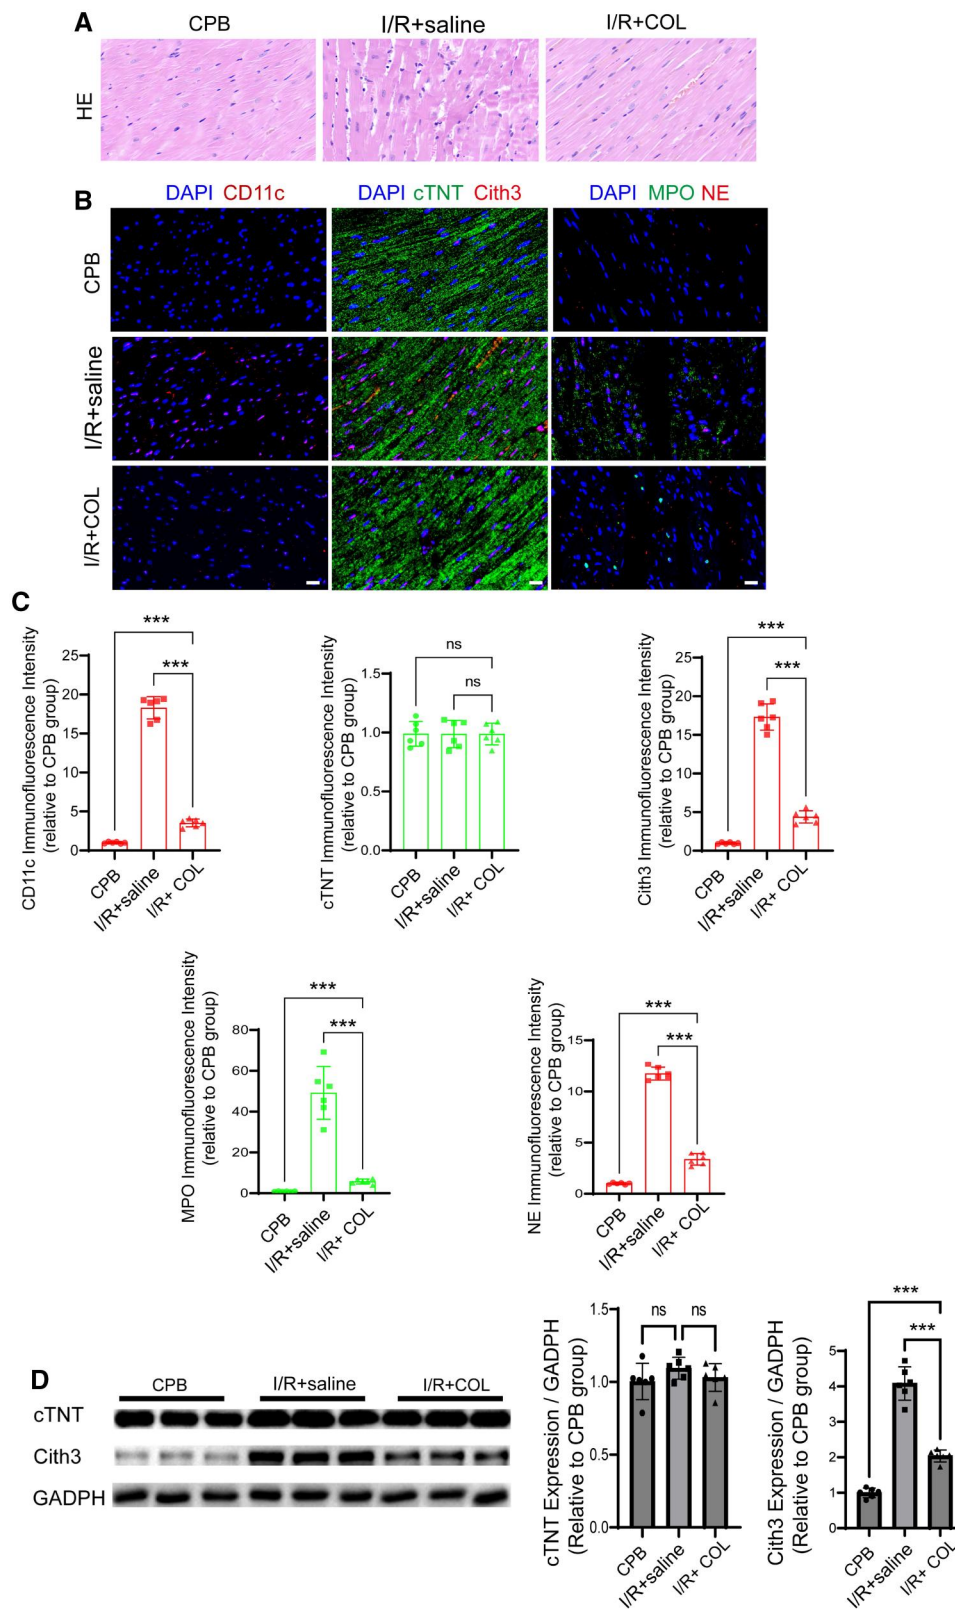 A
CPB
I/R+saline
I/R+COL
HE
B
DAPI CD11c
DAPI cTNT Cith3
DAPI MPO NE
CPB
I/R+saline
I/R+COL
C
CD11c Immunofluorescence Intensity
(relative to CPB group)
25
20
15
10
5
0
***
***
CPB
I/R+saline
I/R+ COL
cTNT Immunofluorescence Intensity
(relative to CPB group)
1.5
1.0
0.5
0.0
ns
ns
CPB
I/R+saline
I/R+ COL
Cith3 Immunofluorescence Intensity
(relative to CPB group)
25
20
15
10
5
0
***
***
CPB
I/R+saline
I/R+ COL
MPO Immunofluorescence Intensity
(relative to CPB group)
80
60
40
20
0
***
***
CPB
I/R+saline
I/R+ COL
NE Immunofluorescence Intensity
(relative to CPB group)
15
10
5
0
***
***
CPB
I/R+saline
I/R+ COL
D
CPB
I/R+saline
I/R+COL
cTNT
Cith3
GADPH
cTNT Expression / GADPH
(Relative to CPB group)
1.5
1.0
0.5
0.0
ns
ns
CPB
I/R+saline
I/R+ COL
Cith3 Expression / GADPH
(Relative to CPB group)
5
4
3
2
1
0
***
***
CPB
I/R+saline
I/R+ COL